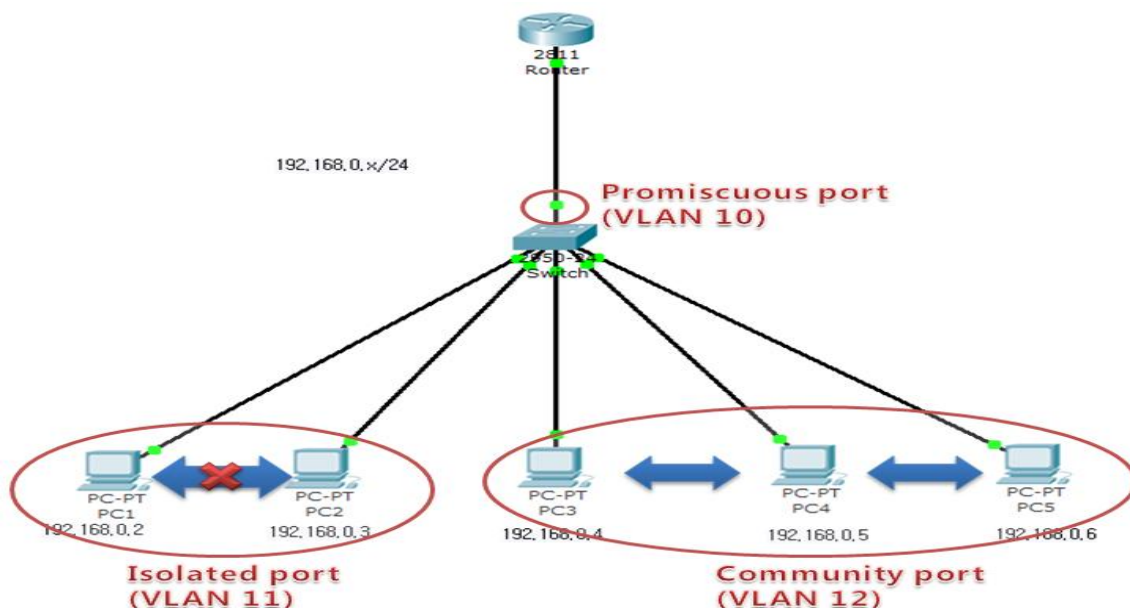 2811
Router
192.168.0.x/24
Promiscuous port
(VLAN 10)
2950-24
Switch
PC-PT
PC1
192.168.0.2
PC-PT
PC2
192.168.0.3
PC-PT
PC3
192.168.0.4
PC-PT
PC4
192.168.0.5
PC-PT
PC5
192.168.0.6
Isolated port
(VLAN 11)
Community port
(VLAN 12)